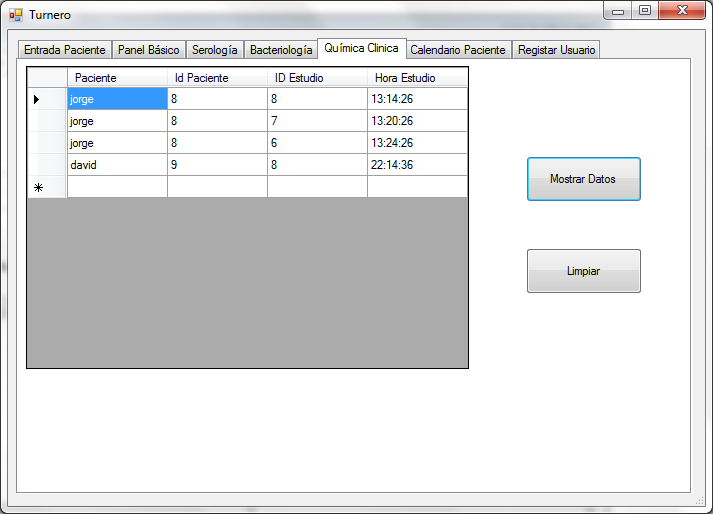 Turnero
Entrada Paciente Panel Básico Serología Bacteriología Química Clinica Calendario Paciente Registar Usuario
Paciente Id Paciente ID Estudio Hora Estudio
jorge 8 8 13:14:26
jorge 8 7 13:20:26
jorge 8 6 13:24:26
david 9 8 22:14:36
Mostrar Datos
Limpiar